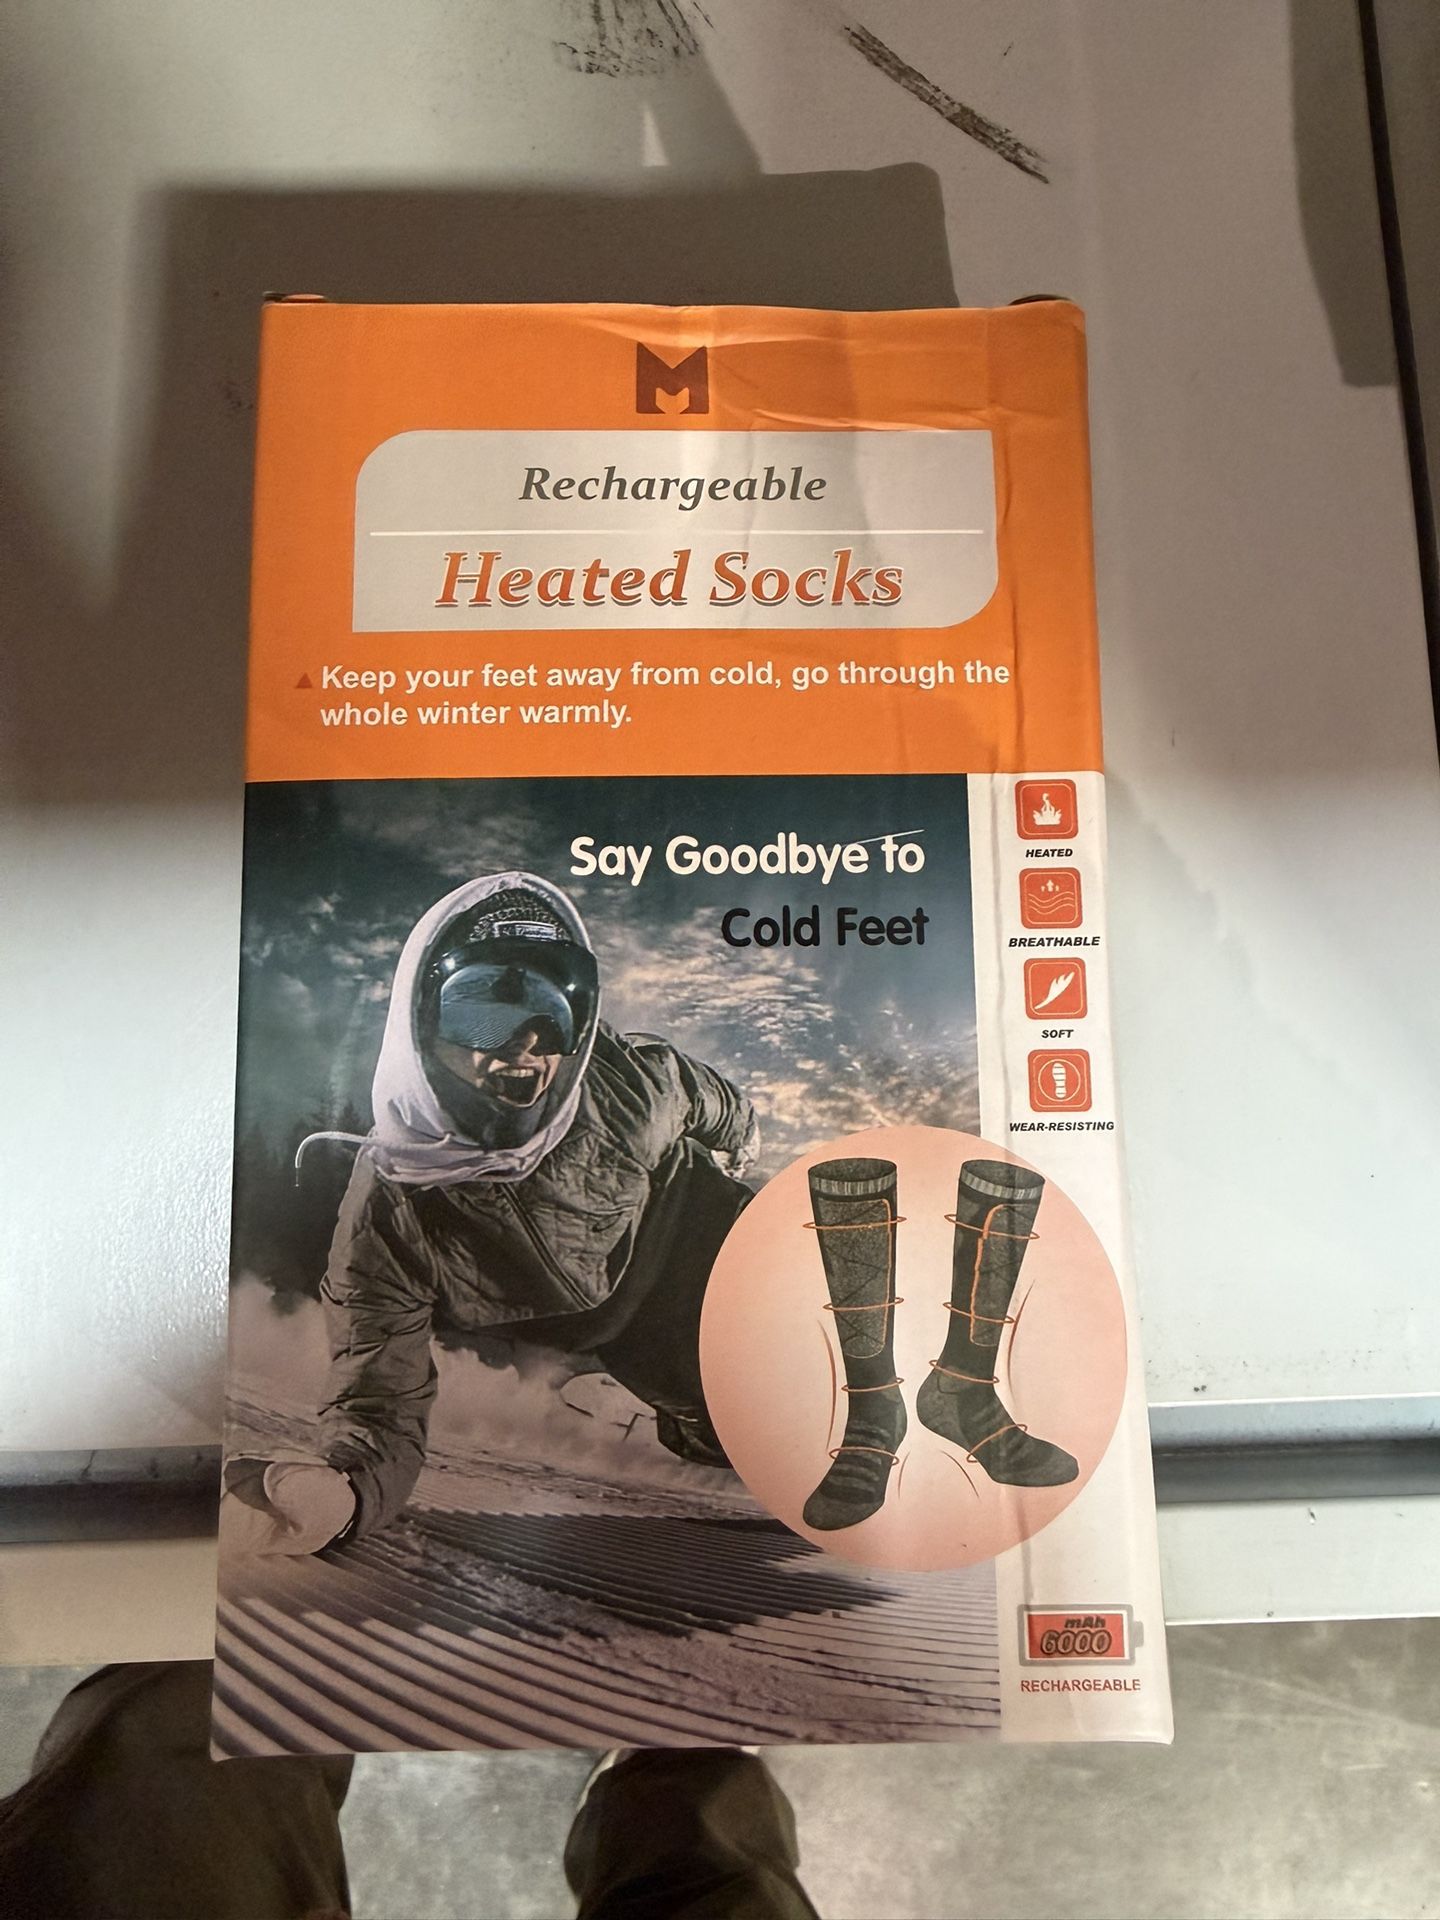 Rechargeable
Heated Socks
Keep your feet away from cold, go through the
whole winter warmly.
Say Goodbye to
Cold Feet
HEATED
BREATHABLE
SOFT
WEAR-RESISTING
mAh
6000
RECHARGEABLE